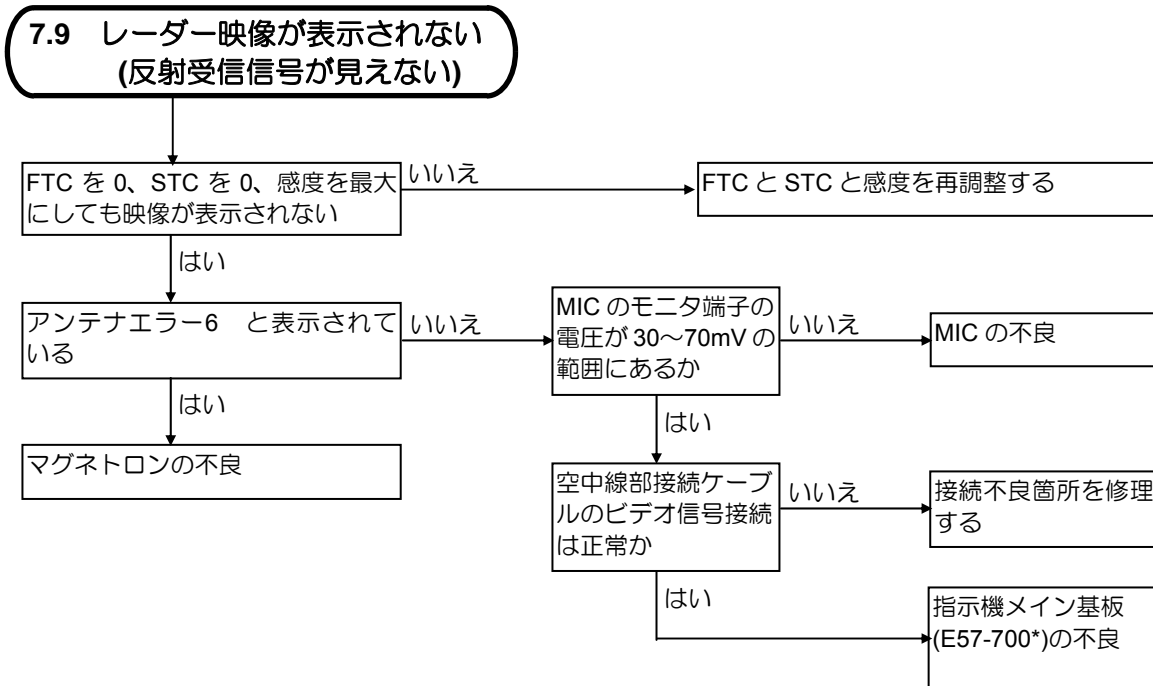 7.9 レーダー映像が表示されない
(反射受信信号が見えない)
FTC を 0、STC を 0、感度を最大
にしても映像が表示されない
いいえ
FTC と STC と感度を再調整する
はい
アンテナエラー6 と表示されて
いる
いいえ
MIC のモニタ端子の
電圧が 30~70mV の
範囲にあるか
いいえ
MIC の不良
はい
マグネトロンの不良
はい
空中線部接続ケーブ
ルのビデオ信号接続
は正常か
いいえ
接続不良箇所を修理
する
はい
指示機メイン基板
(E57-700*)の不良